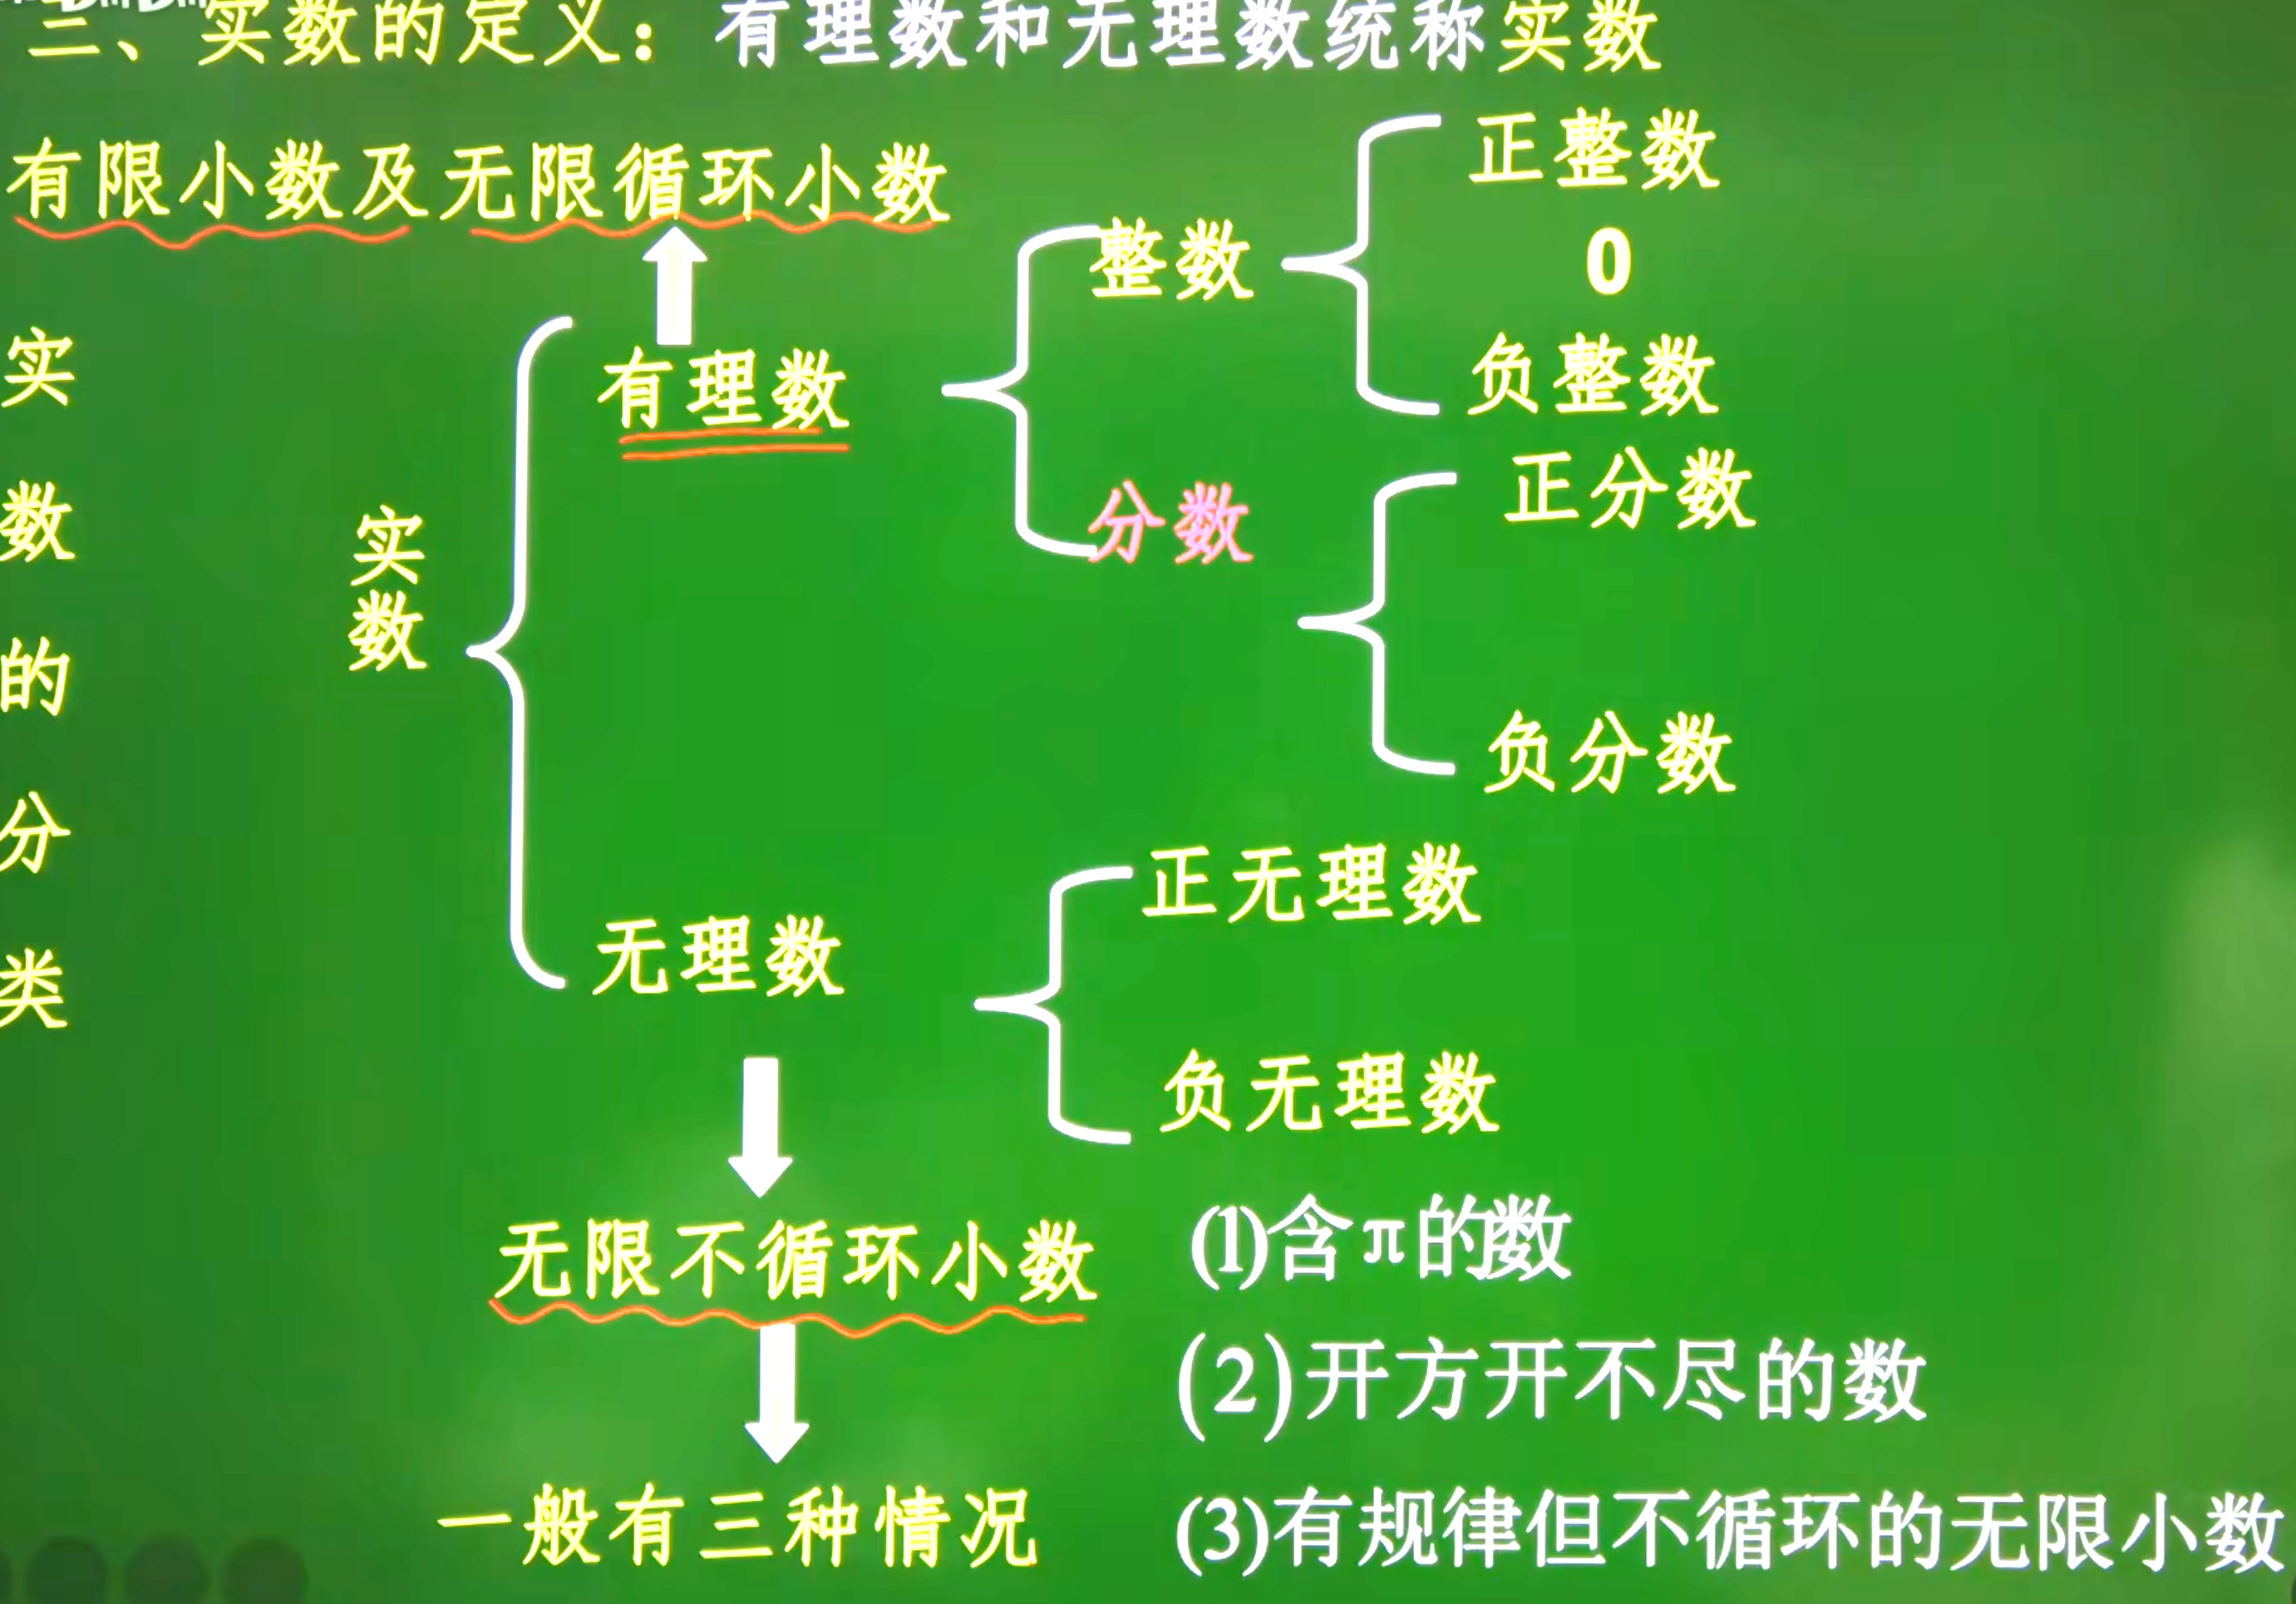 三、实数的定义：有理数和无理数统称实数
有限小数及无限循环小数
实数的分类
实数
有理数
整数
正整数
0
负整数
分数
正分数
负分数
无理数
正无理数
负无理数
无限不循环小数
一般有三种情况
(1)含π的数
(2)开方开不尽的数
(3)有规律但不循环的无限小数